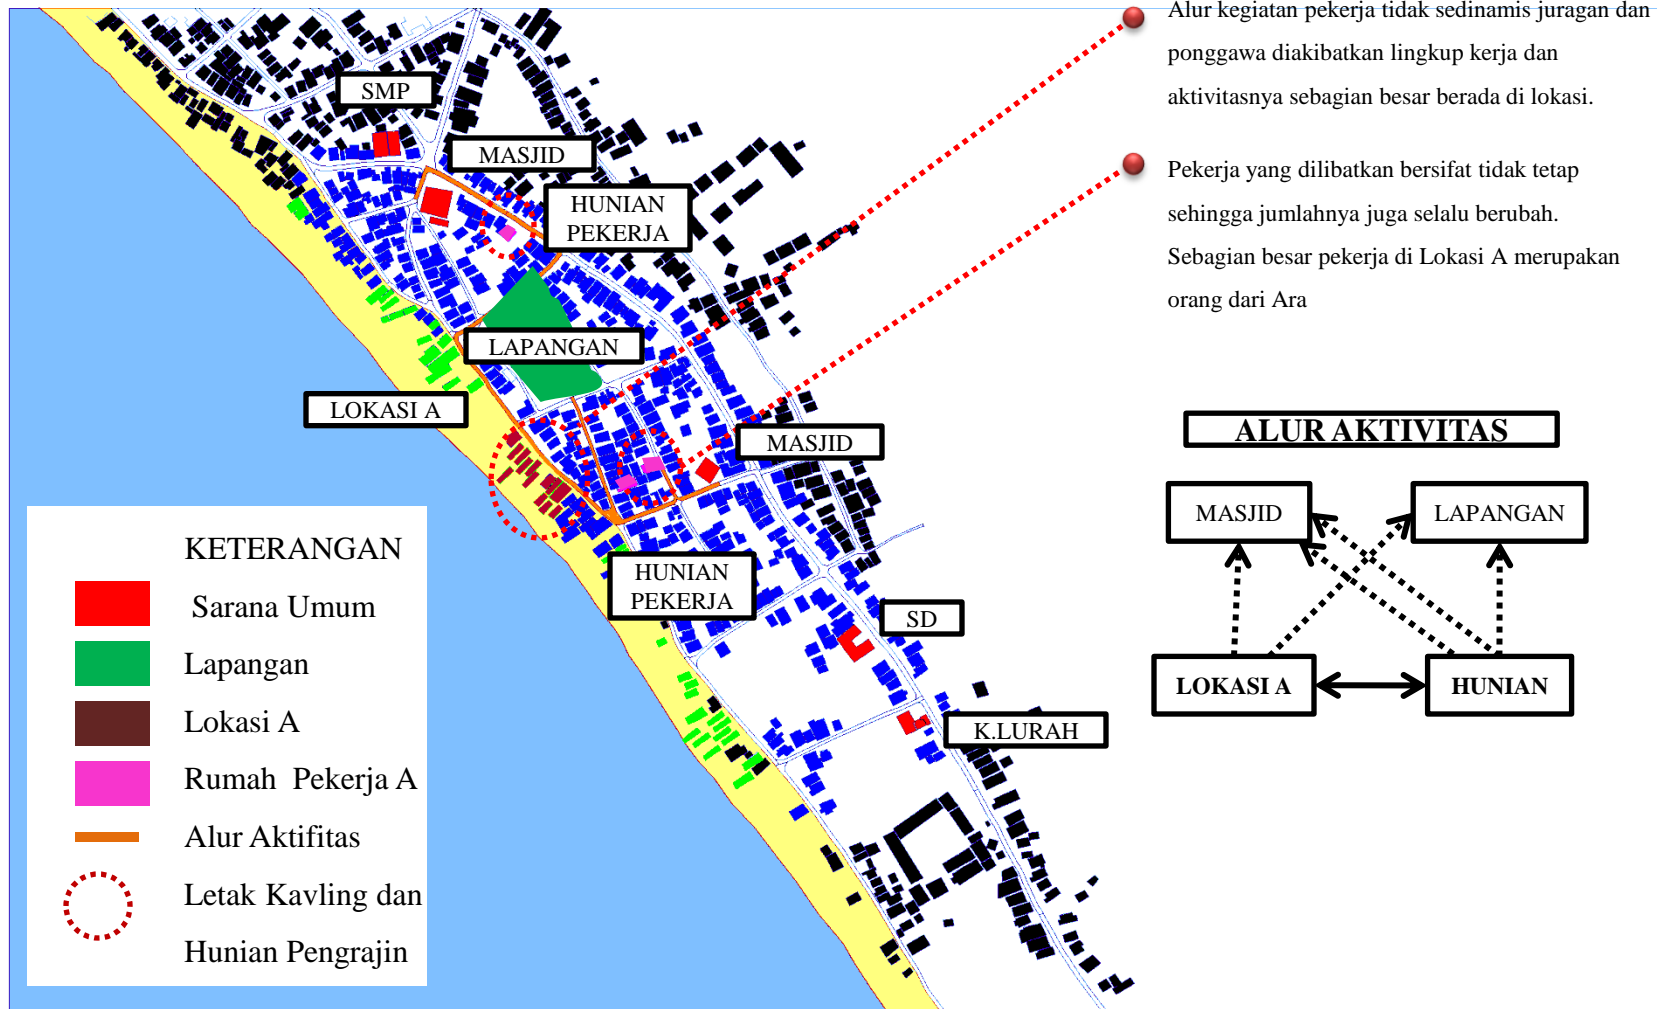 Alur kegiatan pekerja tidak sedinamis juragan dan
ponggawa diakibatkan lingkup kerja dan
aktivitasnya sebagian besar berada di lokasi.
Pekerja yang dilibatkan bersifat tidak tetap
sehingga jumlahnya juga selalu berubah.
Sebagian besar pekerja di Lokasi A merupakan
orang dari Ara
SMP
MASJID
HUNIAN
PEKERJA
LAPANGAN
LOKASI A
MASJID
HUNIAN
PEKERJA
SD
K.LURAH
KETERANGAN
Sarana Umum
Lapangan
Lokasi A
Rumah Pekerja A
Alur Aktifitas
Letak Kavling dan
Hunian Pengrajin
ALUR AKTIVITAS
MASJID
LAPANGAN
LOKASI A
HUNIAN